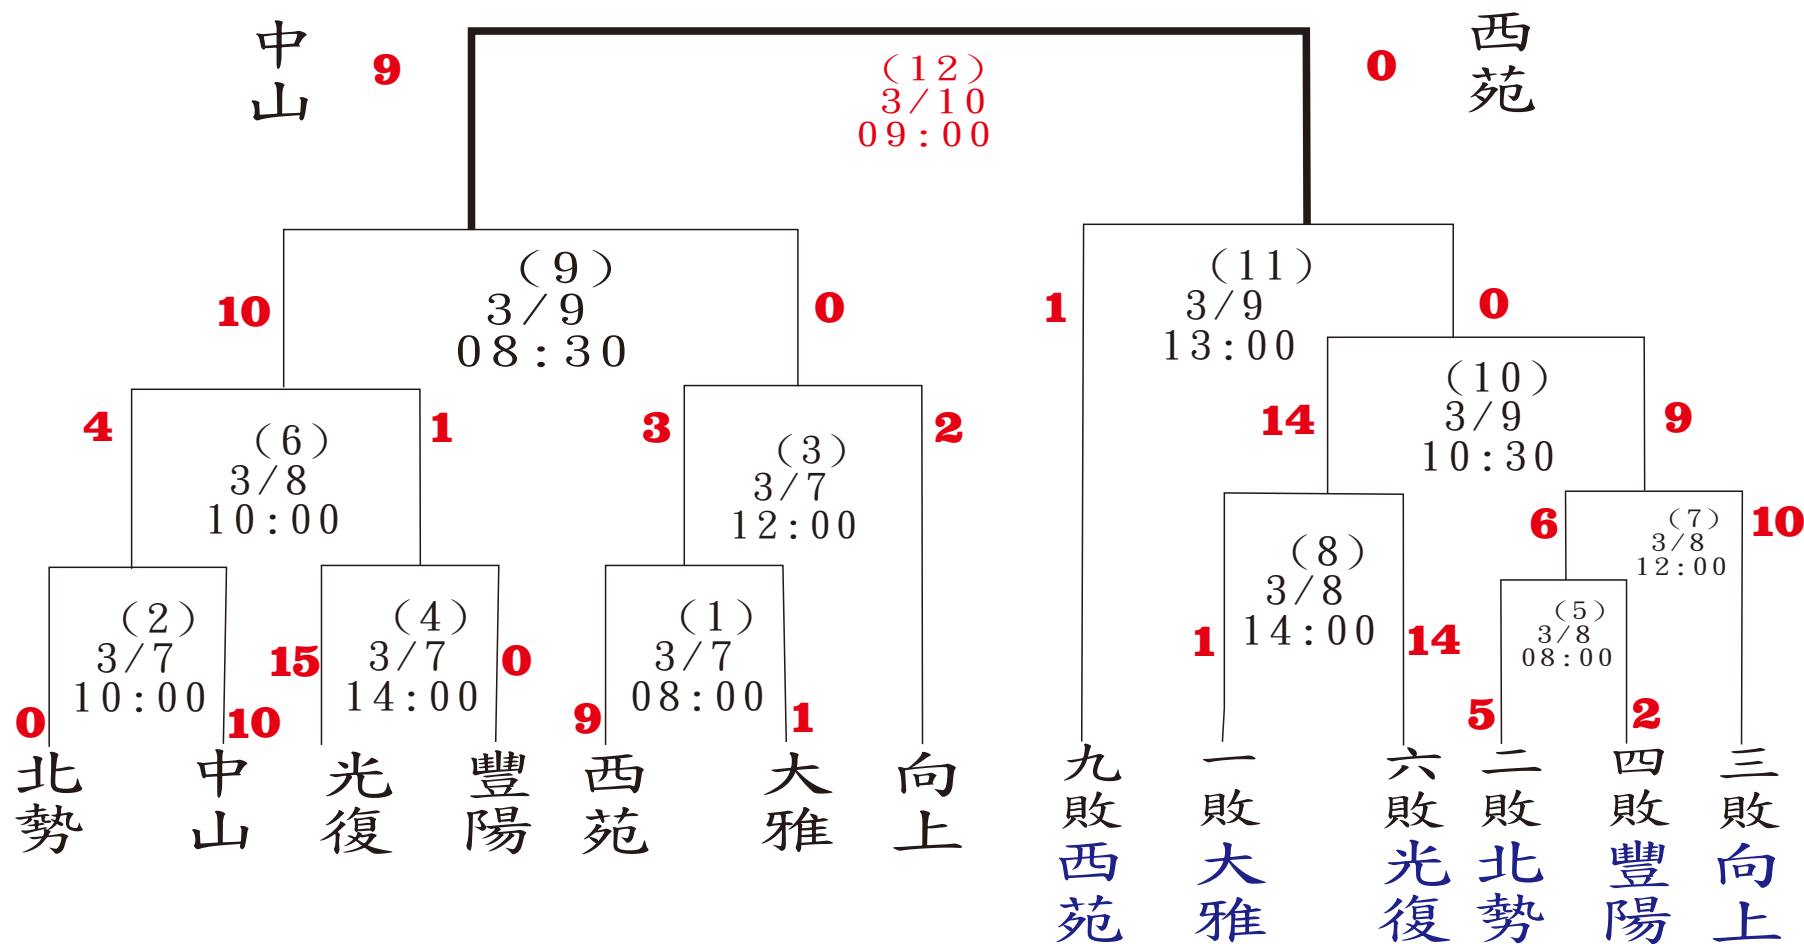 中山
9
(12)
3/10
09:00
0
西苑
10
(9)
3/9
08:30
0
1
(11)
3/9
13:00
0
4
(6)
3/8
10:00
1
3
(3)
3/7
12:00
2
14
(10)
3/9
10:30
9
0
(2)
3/7
10:00
10
15
(4)
3/7
14:00
0
9
(1)
3/7
08:00
1
1
(8)
3/8
14:00
14
6
(7)
3/8
12:00
10
5
(5)
3/8
08:00
2
北勢
中山
光復
豐陽
西苑
大雅
向上
九敗
西苑
一敗
大雅
六敗
光復
二敗
北勢
四敗
豐陽
三敗
向上